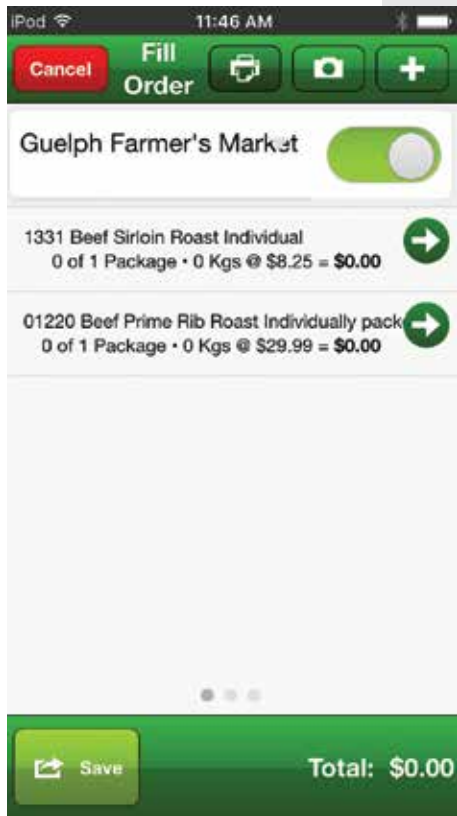 iPod 11:46 AM
Cancel
Fill
Order
Guelph Farmer's Market
1331 Beef Sirloin Roast Individual
0 of 1 Package • 0 Kgs @ $8.25 = $0.00
01220 Beef Prime Rib Roast Individually pack
0 of 1 Package • 0 Kgs @ $29.99 = $0.00
Save Total: $0.00